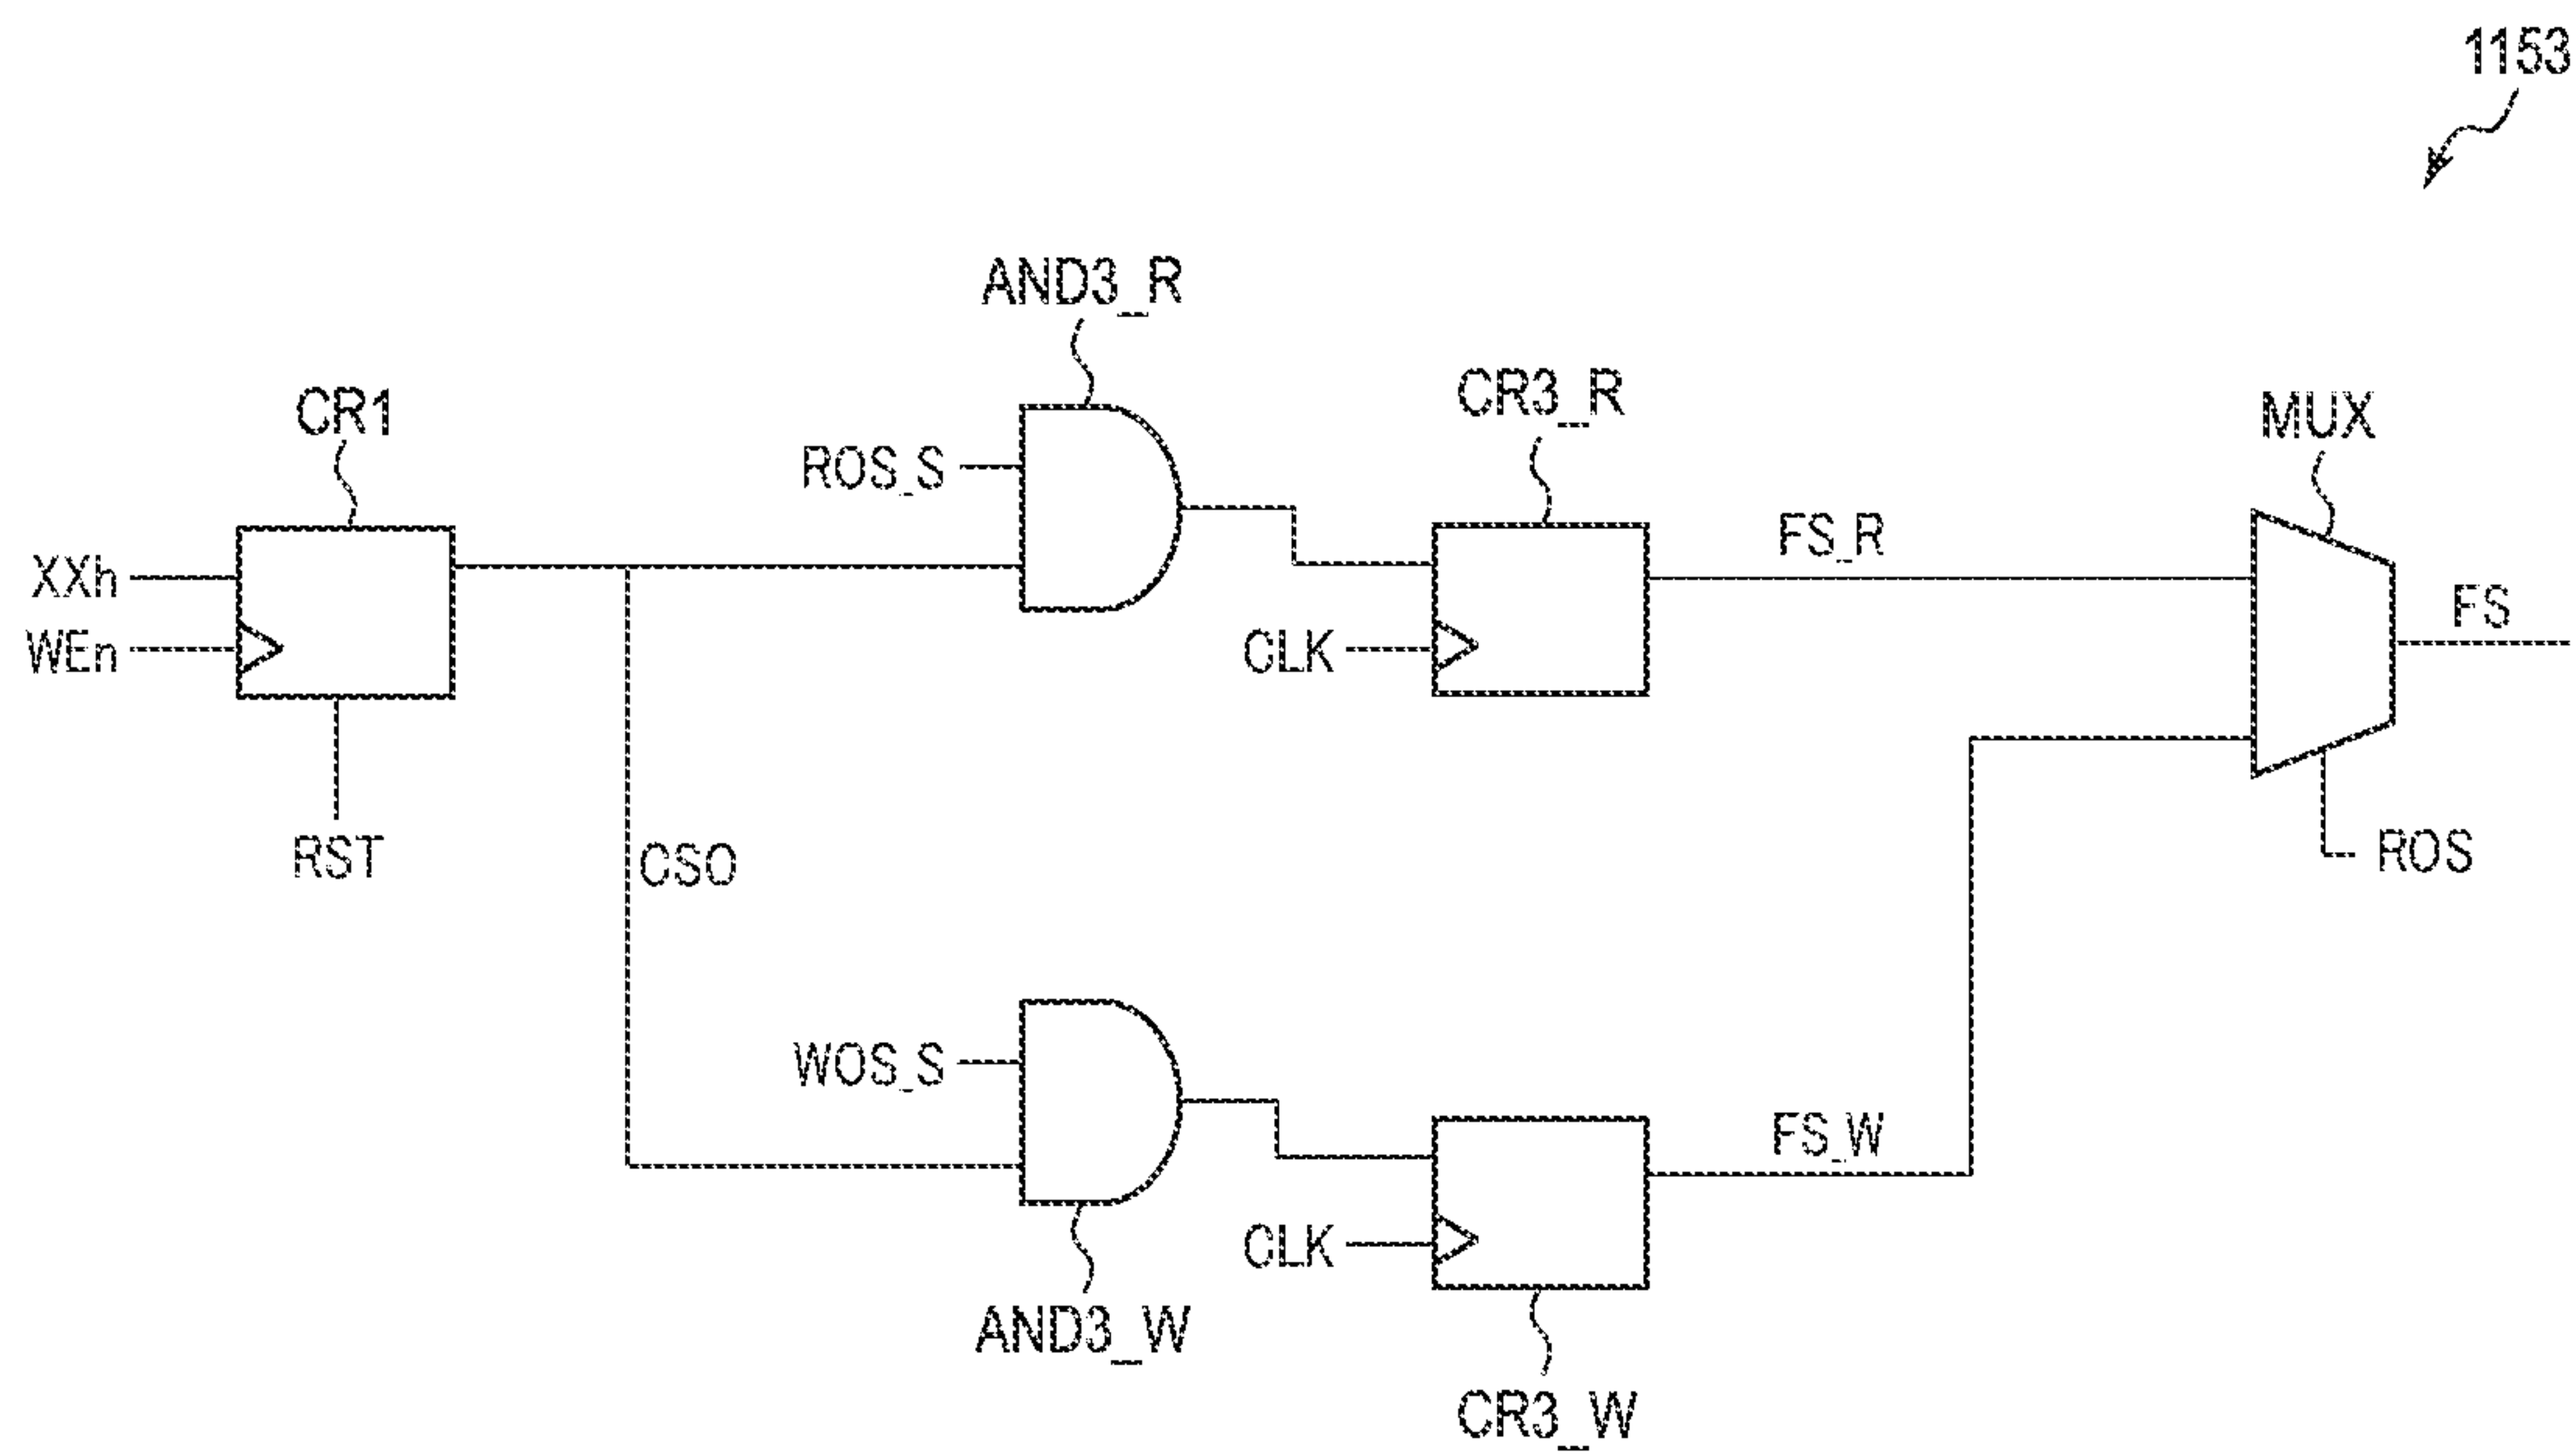 1153
AND3_R
CR1
CR3_R
MUX
ROS_S
FS_R
XXh
WEn
CLK
FS
RST
CSO
ROS
WOS_S
FS_W
CLK
AND3_W
CR3_W